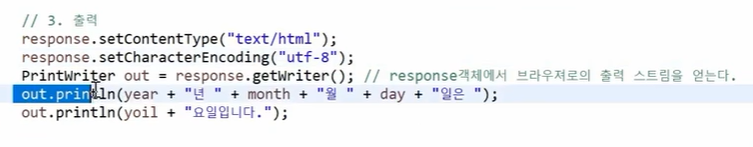 // 3. 출력
response.setContentType("text/html");
response.setCharacterEncoding("utf-8");
PrintWriter out = response.getWriter(); // response객체에서 브라우져로의 출력 스트림을 얻는다.
out.println(year + "년 " + month + "월 " + day + "일은 ");
out.println(yoil + "요일입니다.");